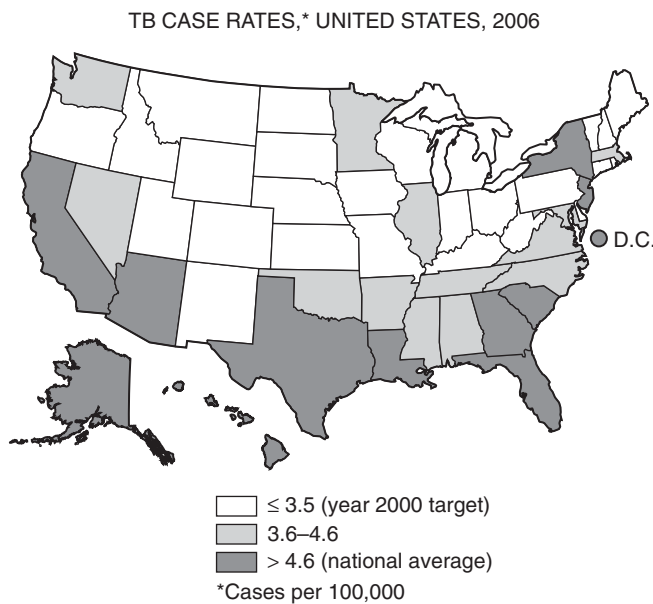 TB CASE RATES,* UNITED STATES, 2006
D.C.
≤ 3.5 (year 2000 target)
3.6–4.6
> 4.6 (national average)
*Cases per 100,000